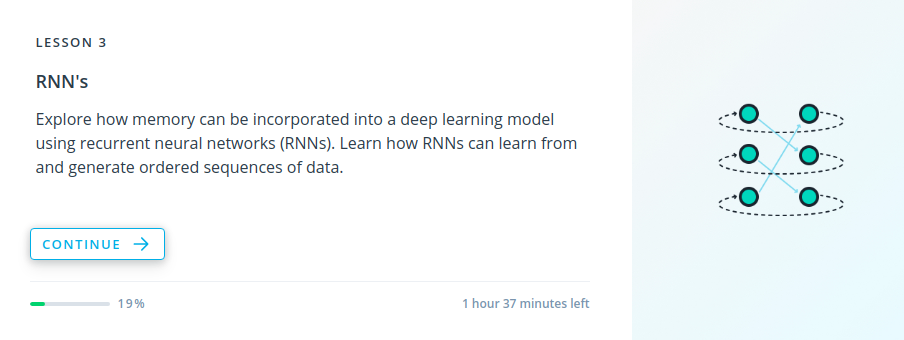 LESSON 3
RNN's
Explore how memory can be incorporated into a deep learning model
using recurrent neural networks (RNNs). Learn how RNNs can learn from
and generate ordered sequences of data.
CONTINUE
19%
1 hour 37 minutes left